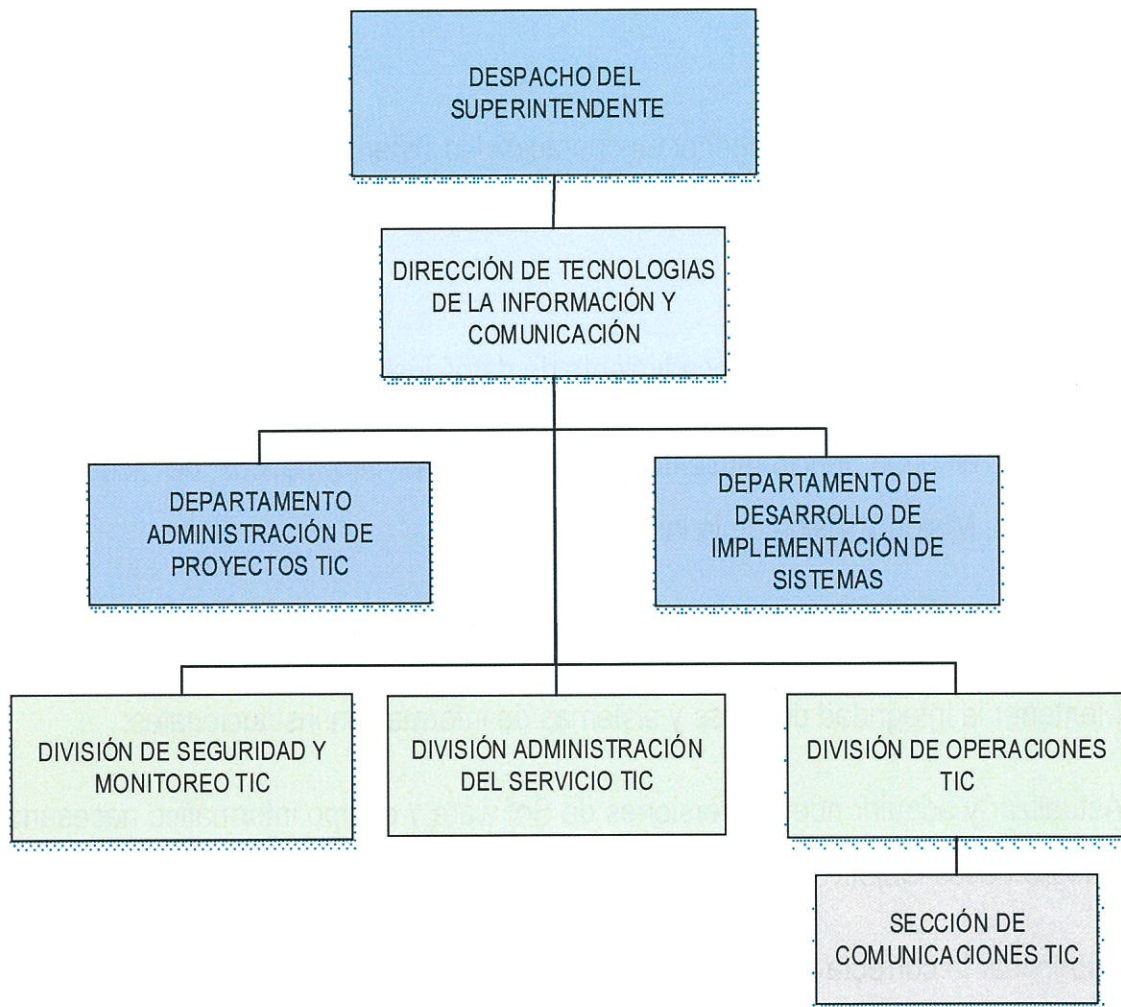 DESPACHO DEL
SUPERINTENDENTE
DIRECCIÓN DE TECNOLOGIAS
DE LA INFORMACIÓN Y
COMUNICACIÓN
DEPARTAMENTO
ADMINISTRACIÓN DE
PROYECTOS TIC
DEPARTAMENTO DE
DESARROLLO DE
IMPLEMENTACIÓN DE
SISTEMAS
DIVISIÓN DE SEGURIDAD Y
MONITOREO TIC
DIVISIÓN ADMINISTRACIÓN
DEL SERVICIO TIC
DIVISIÓN DE OPERACIONES
TIC
SECCIÓN DE
COMUNICACIONES TIC